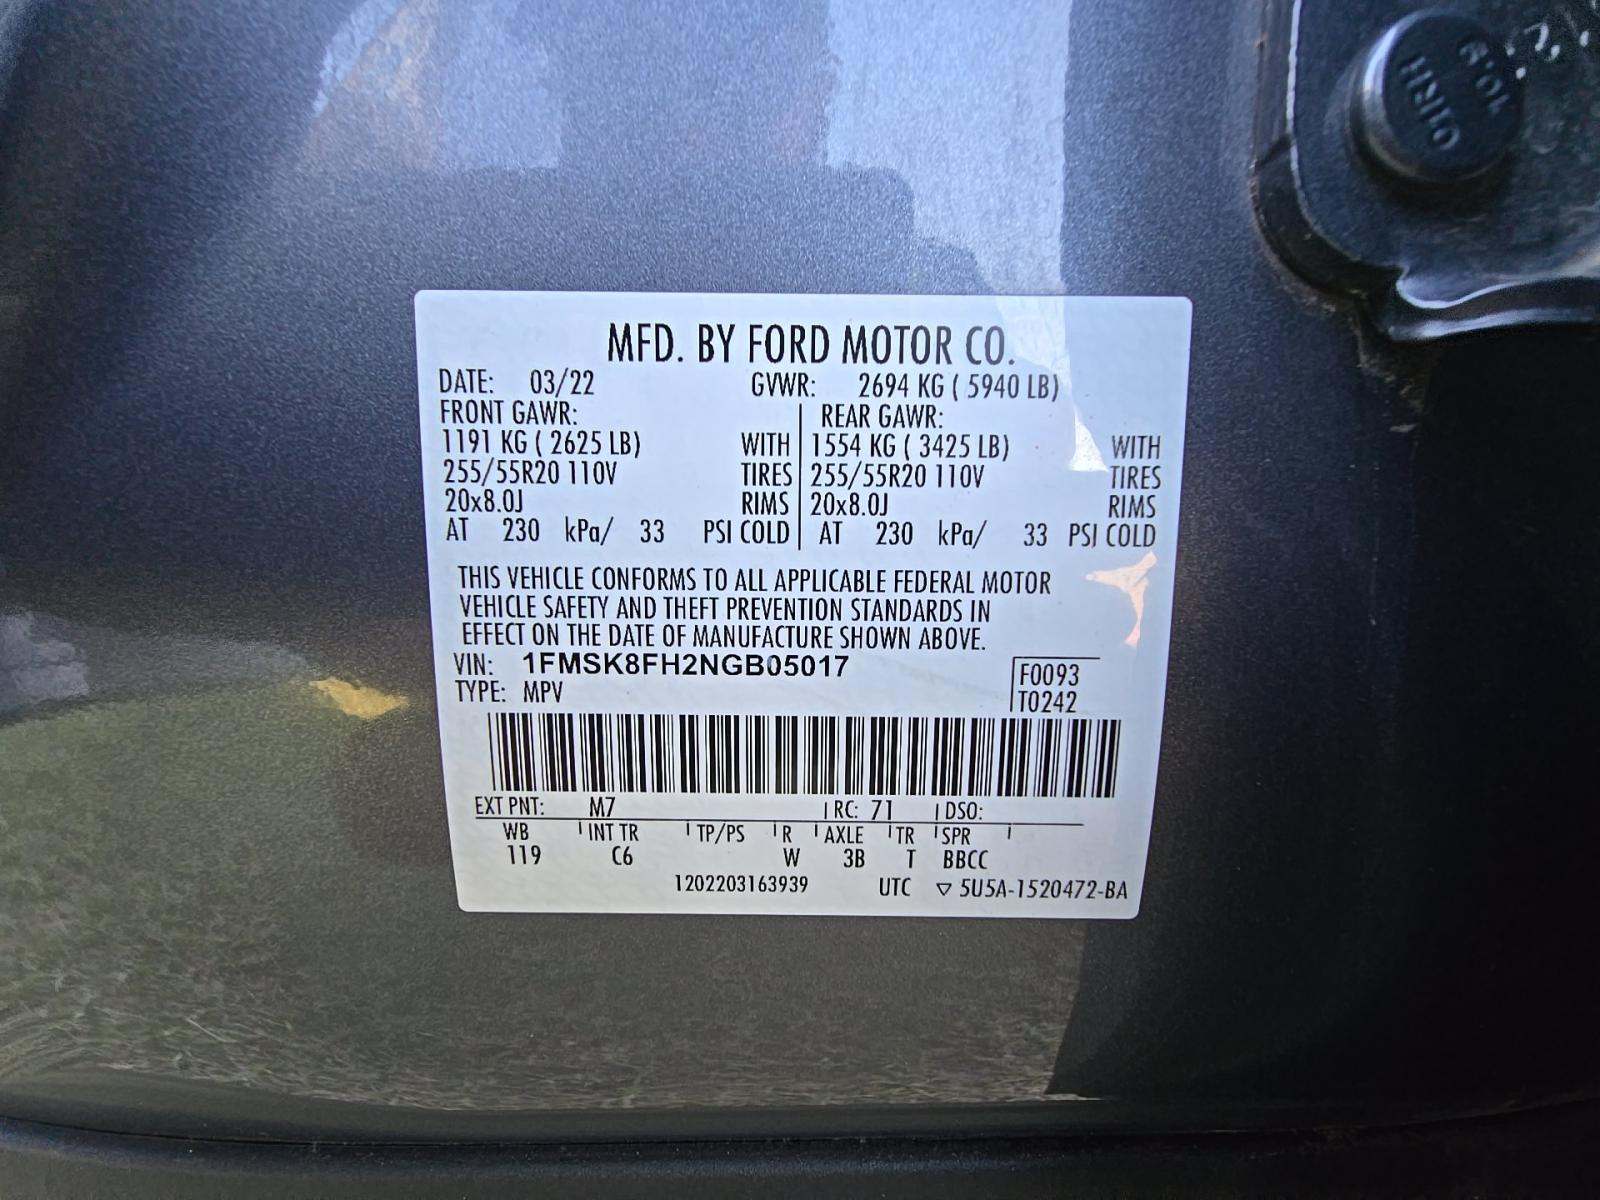 OHRH
10.9
MFD. BY FORD MOTOR CO.
DATE: 03/22 GVWR: 2694 KG ( 5940 LB)
FRONT GAWR: REAR GAWR:
1191 KG ( 2625 LB) WITH 1554 KG ( 3425 LB) WITH
255/55R20 110V TIRES 255/55R20 110V TIRES
20x8.0J RIMS 20x8.0J RIMS
AT 230 kPa/ 33 PSI COLD AT 230 kPa/ 33 PSI COLD
THIS VEHICLE CONFORMS TO ALL APPLICABLE FEDERAL MOTOR
VEHICLE SAFETY AND THEFT PREVENTION STANDARDS IN
EFFECT ON THE DATE OF MANUFACTURE SHOWN ABOVE.
VIN: 1FMSK8FH2NGB05017 F0093
TYPE: MPV T0242
EXT PNT: M7 RC: 71 DSO:
WB INT TR TP/PS R AXLE TR SPR
119 C6 W 3B T BBCC
1202203163939 UTC ▽ 5U5A-1520472-BA